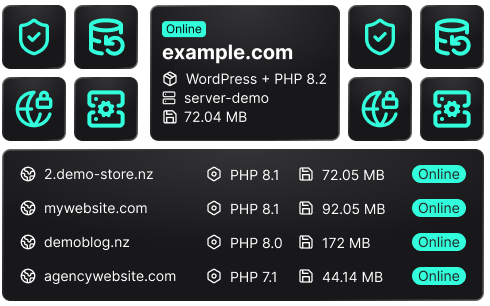 Online
example.com
WordPress + PHP 8.2
server-demo
72.04 MB
2.demo-store.nz PHP 8.1 72.05 MB Online
mywebsite.com PHP 8.1 92.05 MB Online
demoblog.nz PHP 8.0 172 MB Online
agencywebsite.com PHP 7.1 44.14 MB Online